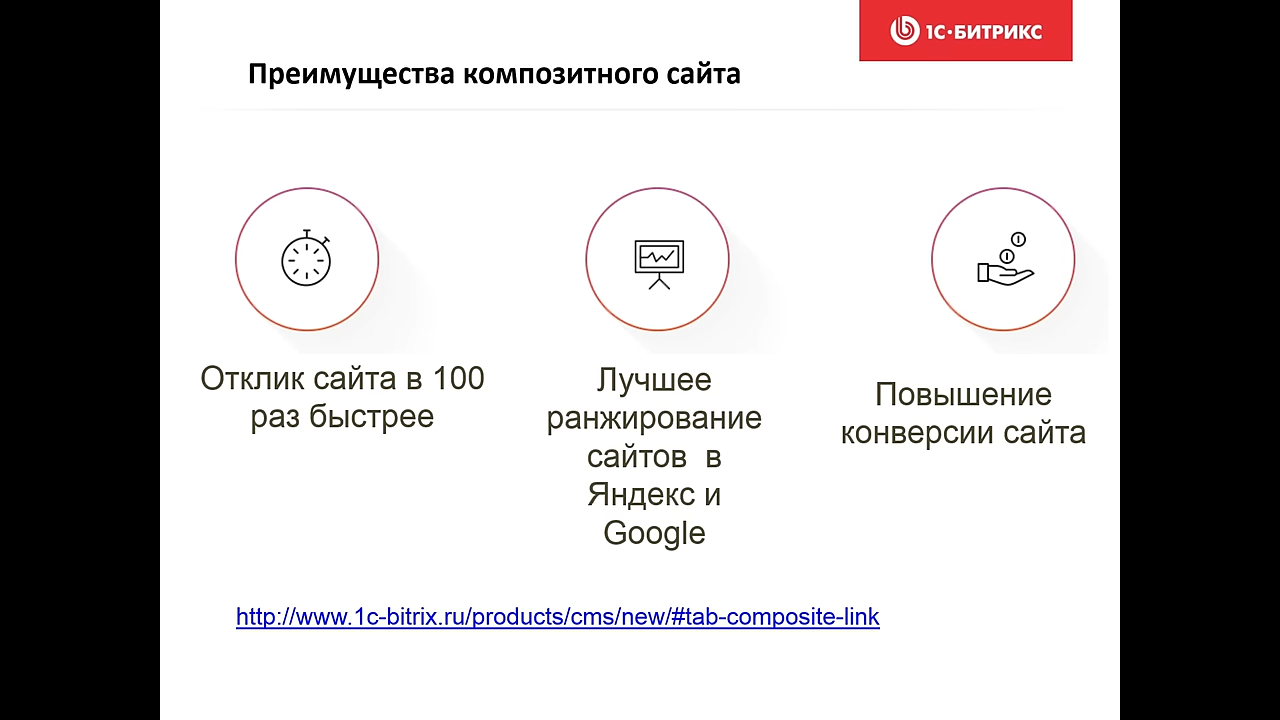 1С·БИТРИКС
Преимущества композитного сайта
Отклик сайта в 100
раз быстрее
Лучшее
ранжирование
сайтов в
Яндекс и
Google
Повышение
конверсии сайта
http://www.1c-bitrix.ru/products/cms/new/#tab-composite-link